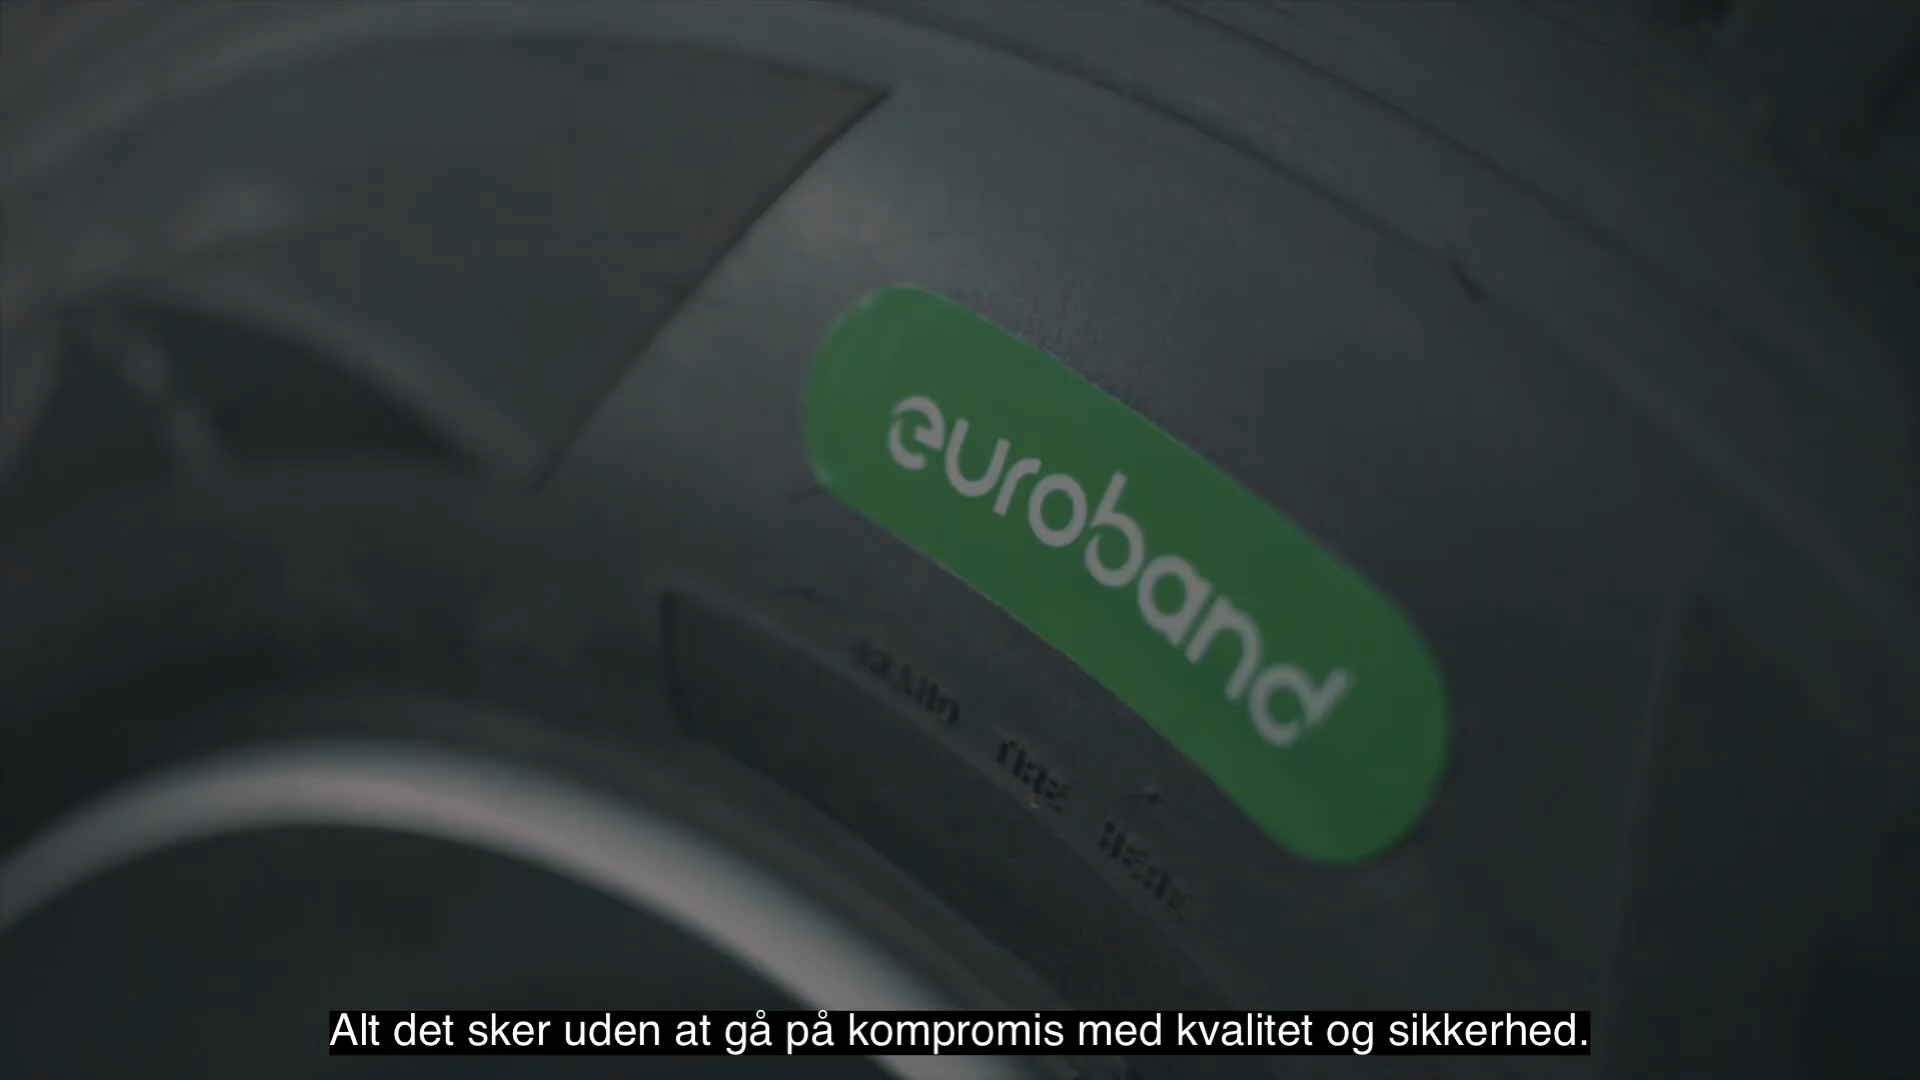 euroband
Alt det sker uden at gå på kompromis med kvalitet og sikkerhed.